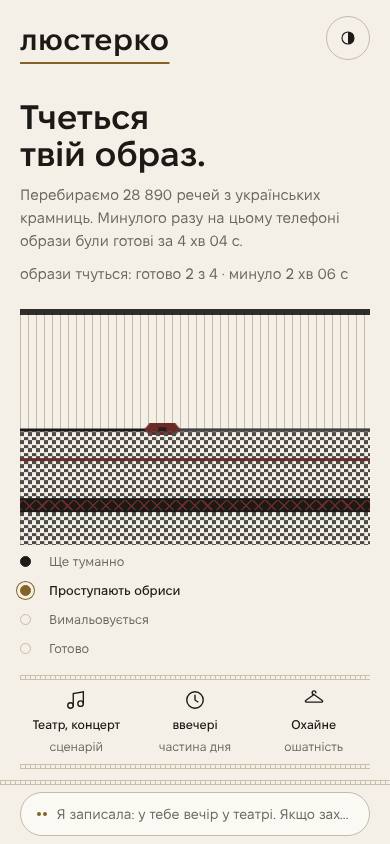 люстерко
Тчеться
твій образ.
Перебираємо 28 890 речей з українських
крамниць. Минулого разу на цьому телефоні
образи були готові за 4 хв 04 с.
образи тчуться: готово 2 з 4 · минуло 2 хв 06 с
Ще туманно
Проступають обриси
Вимальовується
Готово
Театр, концерт
ввечері
Охайне
сценарій
частина дня
ошатність
Я записала: у тебе вечір у театрі. Якщо зах...